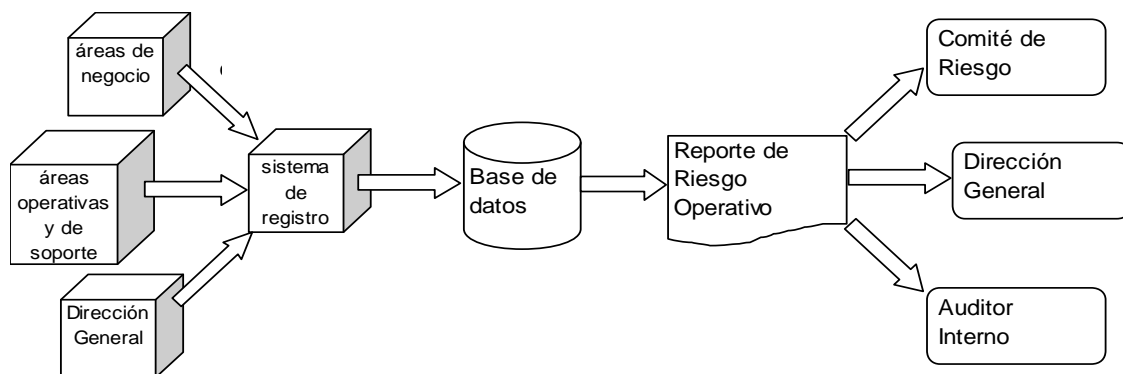 áreas de
negocio
áreas
operativas
y de
soporte
Dirección
General
sistema
de
registro
Base de
datos
Reporte de
Riesgo
Operativo
Comité de
Riesgo
Dirección
General
Auditor
Interno